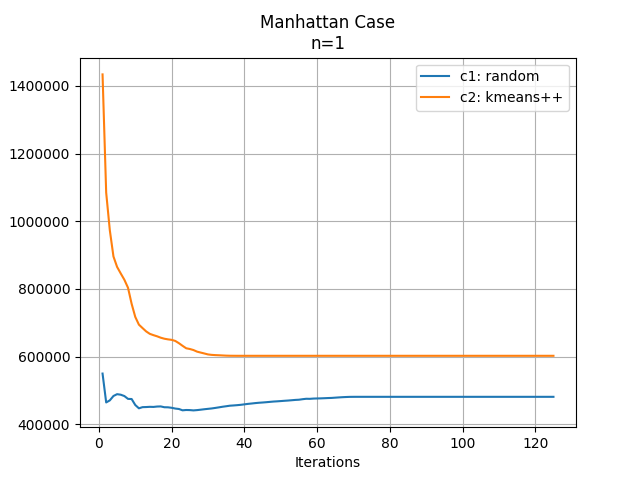 Manhattan Case
n=1
c1: random
c2: kmeans++
1400000
1200000
1000000
800000
600000
400000
0 20 40 60 80 100 120
Iterations